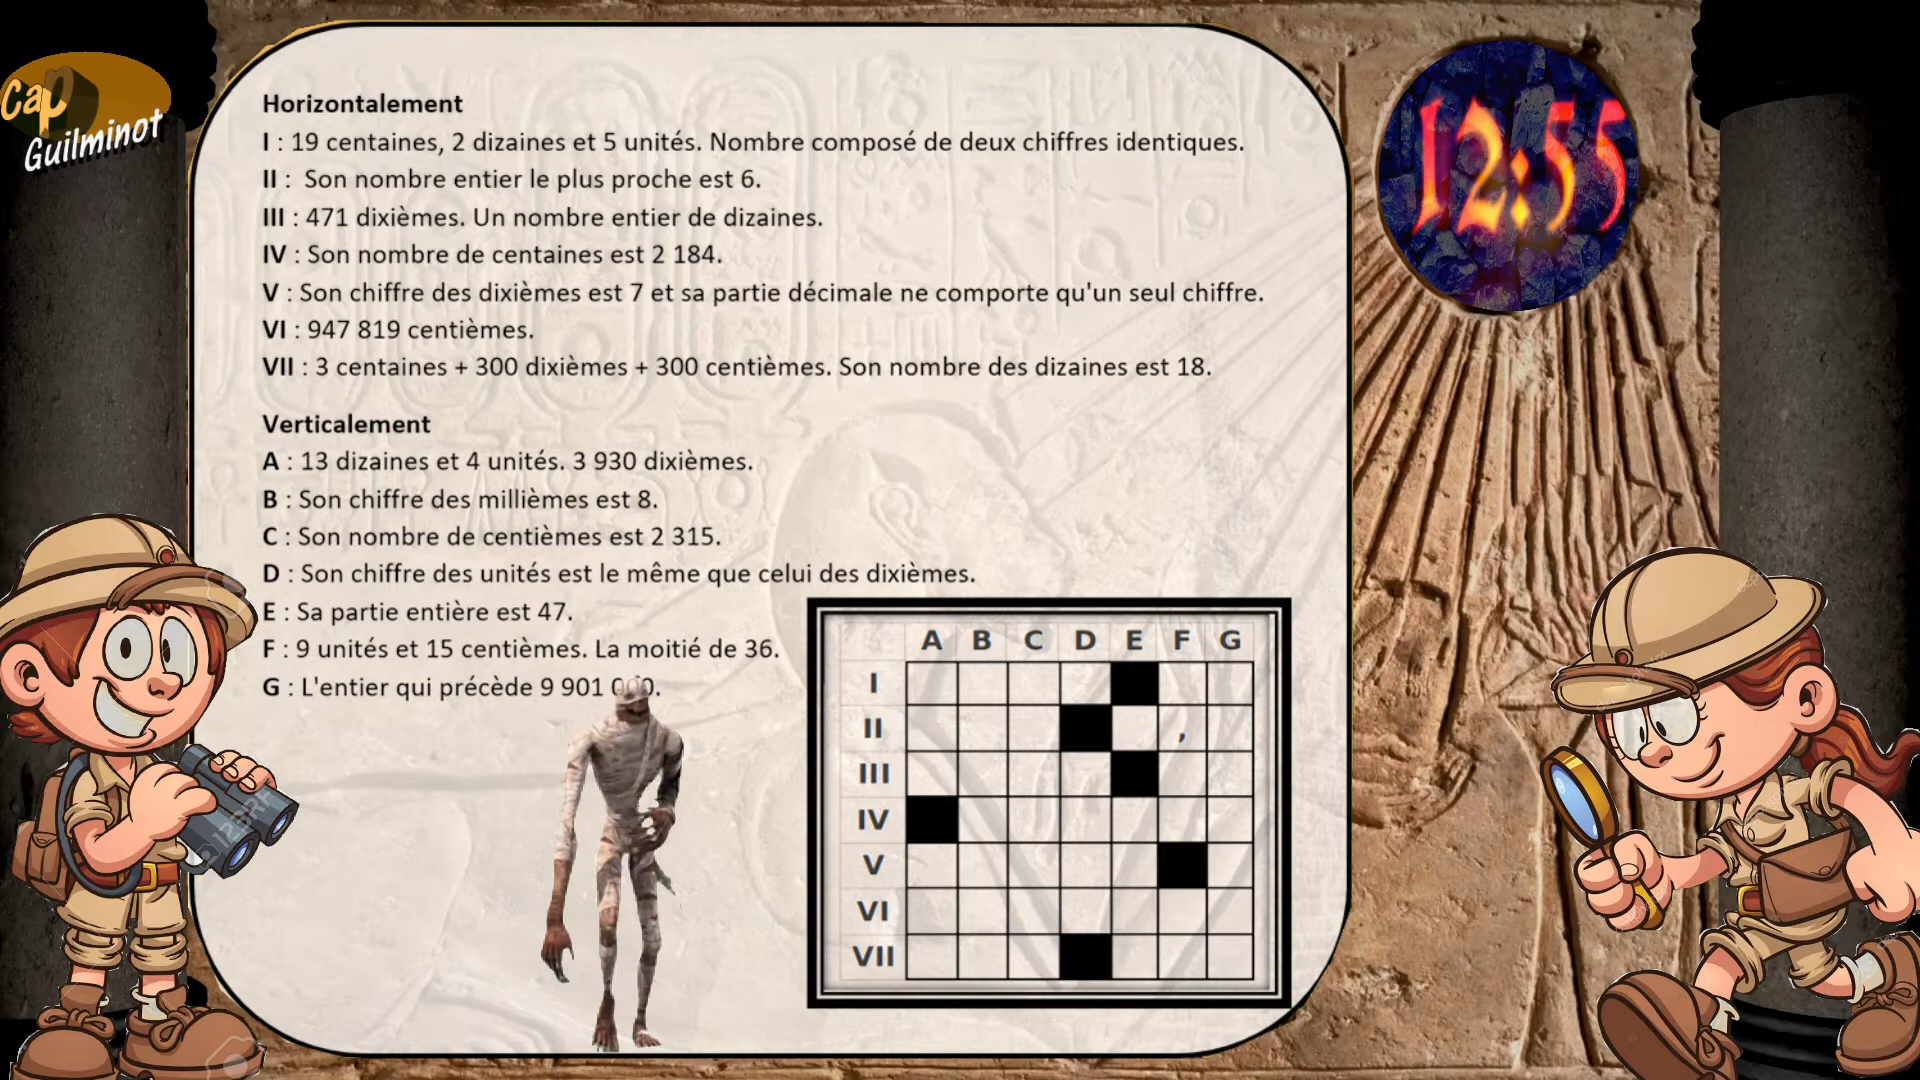 Cap
Guilminot
12:55
Horizontalement
I : 19 centaines, 2 dizaines et 5 unités. Nombre composé de deux chiffres identiques.
II : Son nombre entier le plus proche est 6.
III : 471 dixièmes. Un nombre entier de dizaines.
IV : Son nombre de centaines est 2 184.
V : Son chiffre des dixièmes est 7 et sa partie décimale ne comporte qu'un seul chiffre.
VI : 947 819 centièmes.
VII : 3 centaines + 300 dixièmes + 300 centièmes. Son nombre des dizaines est 18.
Verticalement
A : 13 dizaines et 4 unités. 3 930 dixièmes.
B : Son chiffre des millièmes est 8.
C : Son nombre de centièmes est 2 315.
D : Son chiffre des unités est le même que celui des dixièmes.
E : Sa partie entière est 47.
F : 9 unités et 15 centièmes. La moitié de 36.
G : L'entier qui précède 9 901 000.
A B C D E F G
I
II ,
III
IV
V
VI
VII